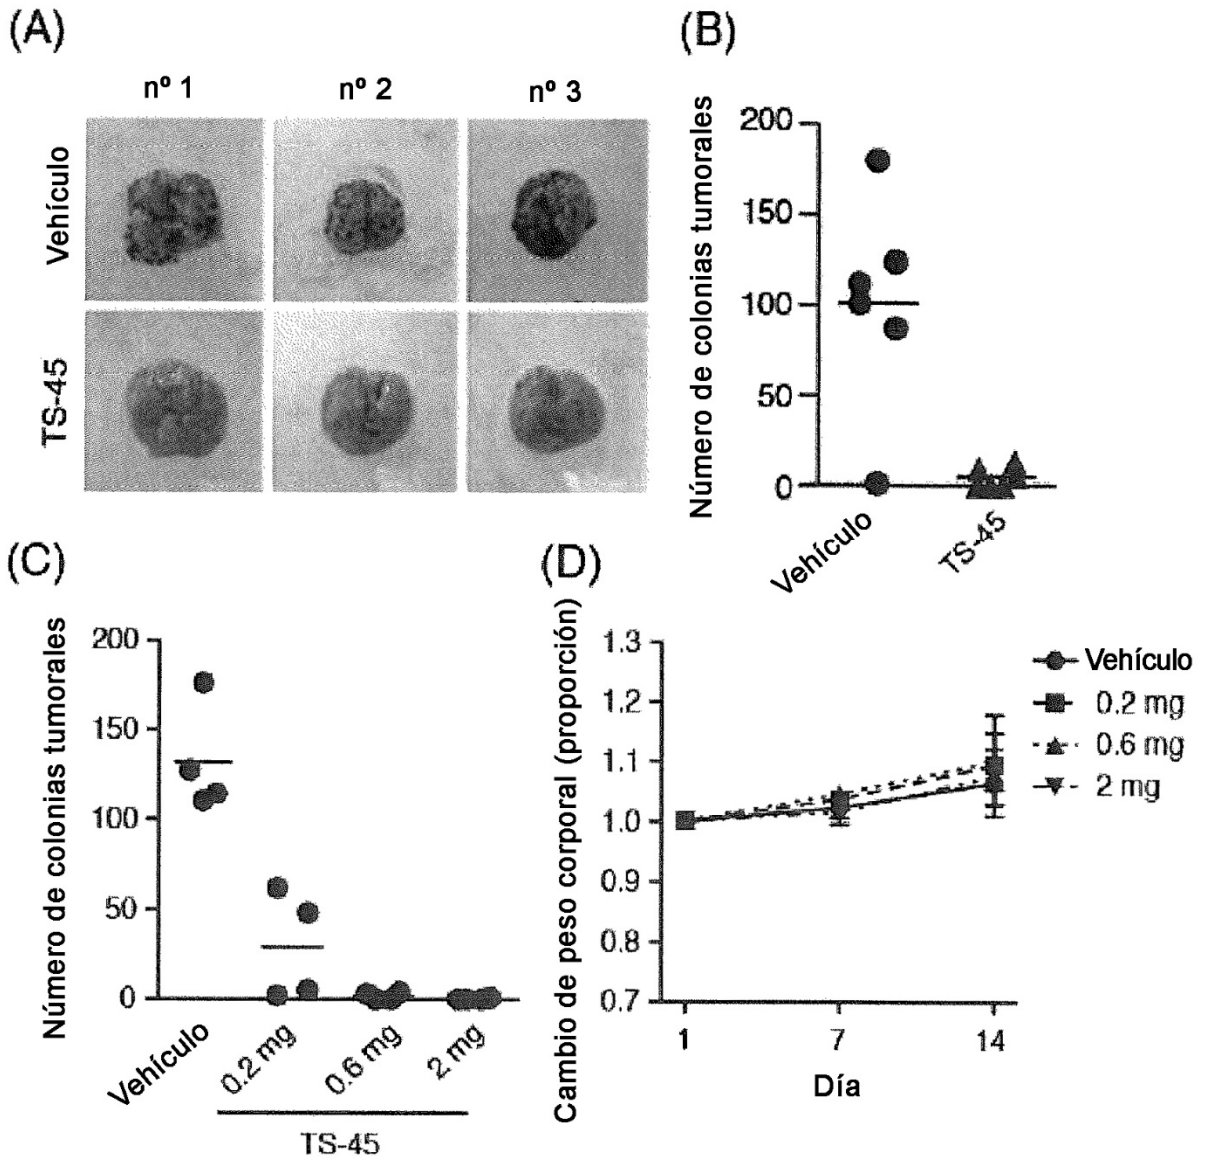 (A)
nº 1 nº 2 nº 3
Vehículo
TS-45
(B)
Número de colonias tumorales
200
150
100
50
0
Vehículo
TS-45
(C)
Número de colonias tumorales
200
150
100
50
0
Vehículo
0.2 mg
0.6 mg
2 mg
TS-45
(D)
Cambio de peso corporal (proporción)
1.3
1.2
1.1
1.0
0.9
0.8
0.7
1 7 14
Día
Vehículo
0.2 mg
0.6 mg
2 mg